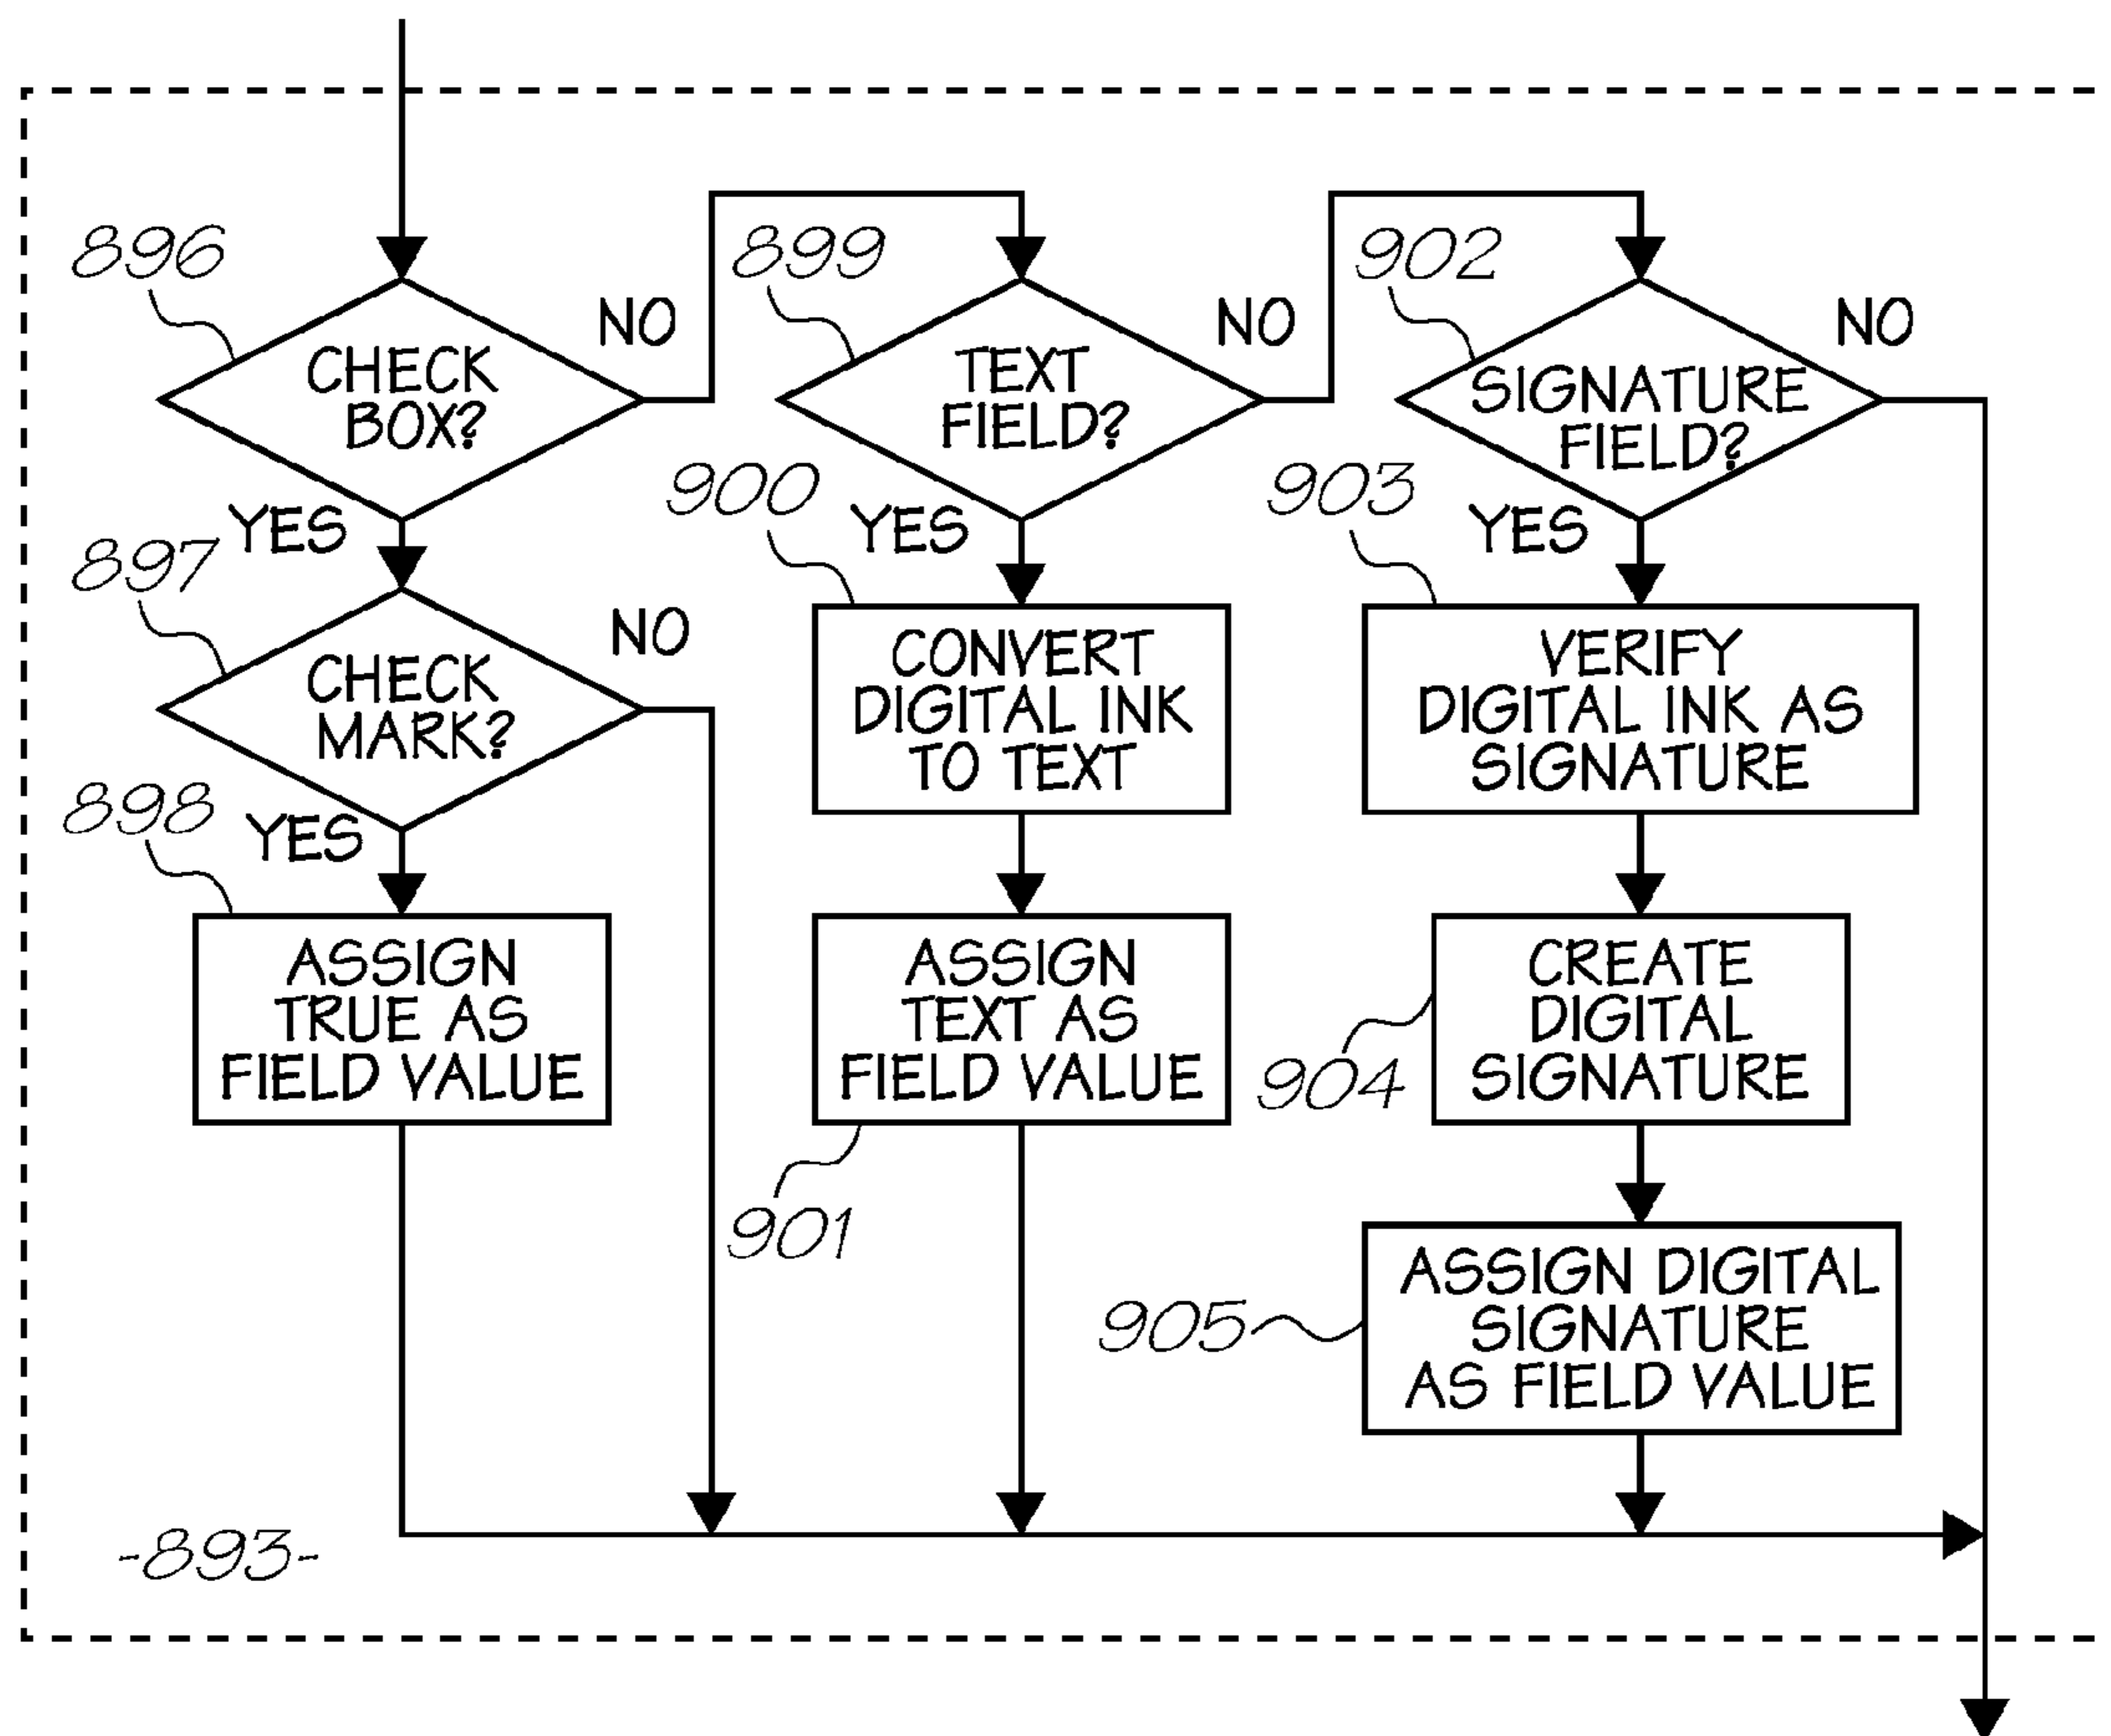 896
CHECK
BOX?
NO
YES
897
CHECK
MARK?
NO
YES
898
ASSIGN
TRUE AS
FIELD VALUE
899
TEXT
FIELD?
NO
YES
900
CONVERT
DIGITAL INK
TO TEXT
ASSIGN
TEXT AS
FIELD VALUE
901
902
SIGNATURE
FIELD?
NO
YES
903
VERIFY
DIGITAL INK AS
SIGNATURE
CREATE
DIGITAL
SIGNATURE
904
ASSIGN DIGITAL
SIGNATURE
AS FIELD VALUE
905
-893-